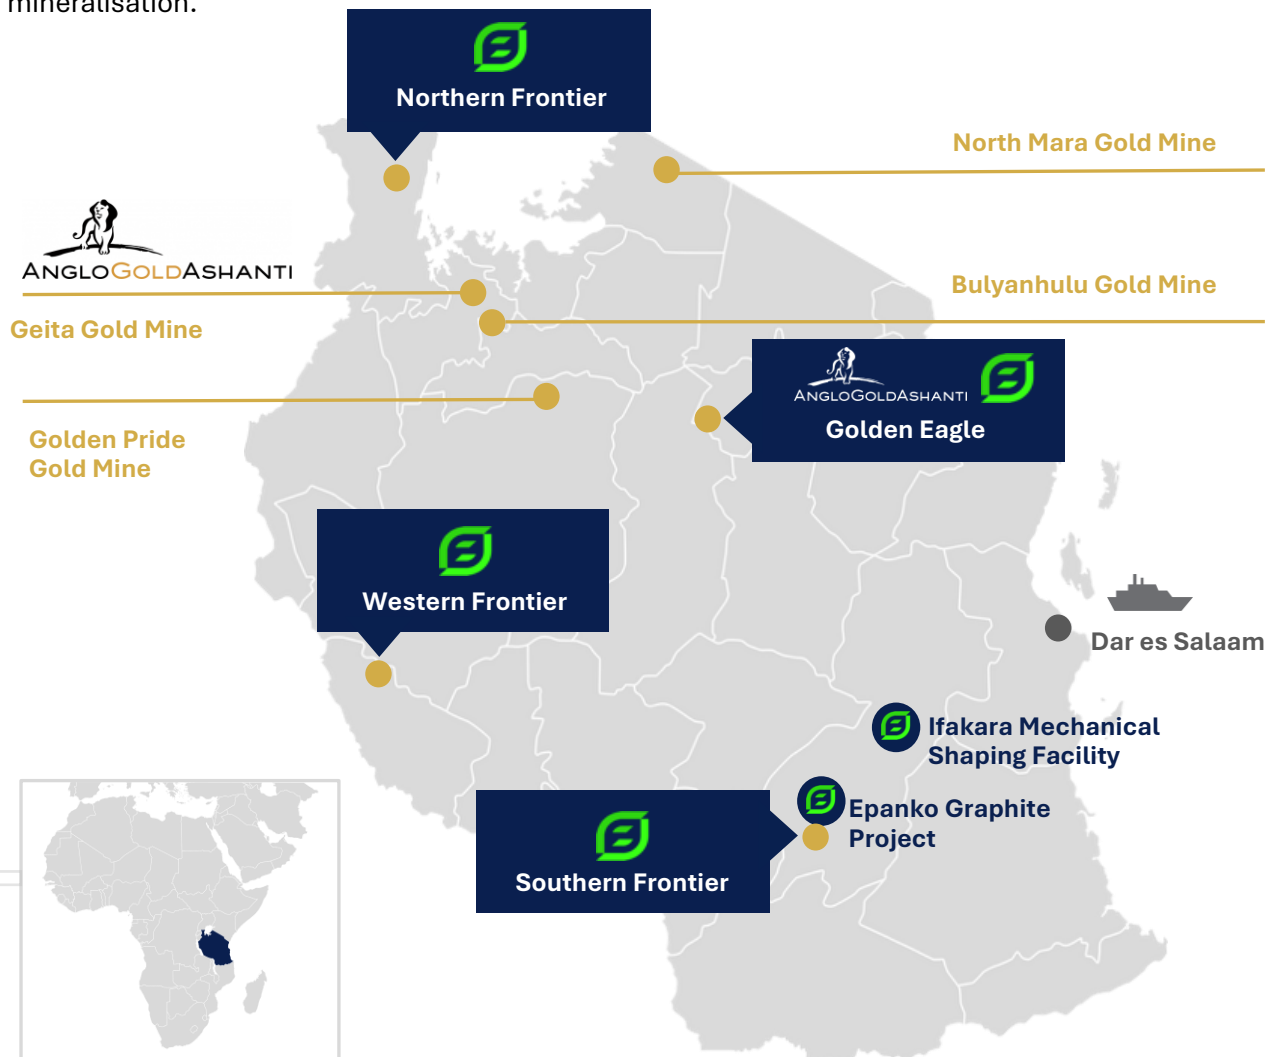 mineralisation.
Northern Frontier
North Mara Gold Mine
ANGLOGOLDASHANTI
Bulyanhulu Gold Mine
Geita Gold Mine
ANGLOGOLDASHANTI
Golden Eagle
Golden Pride
Gold Mine
Western Frontier
Dar es Salaam
Ifakara Mechanical
Shaping Facility
Epanko Graphite
Project
Southern Frontier